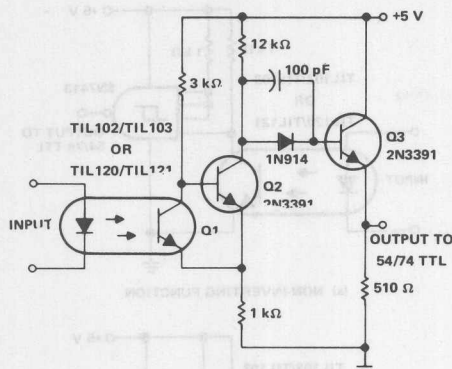 +5 V
12 kΩ
100 pF
3 kΩ
TIL102/TIL103
OR
TIL120/TIL121
1N914
Q3
2N3391
Q2
2N3391
INPUT
Q1
OUTPUT TO
54/74 TTL
1 kΩ
510 Ω